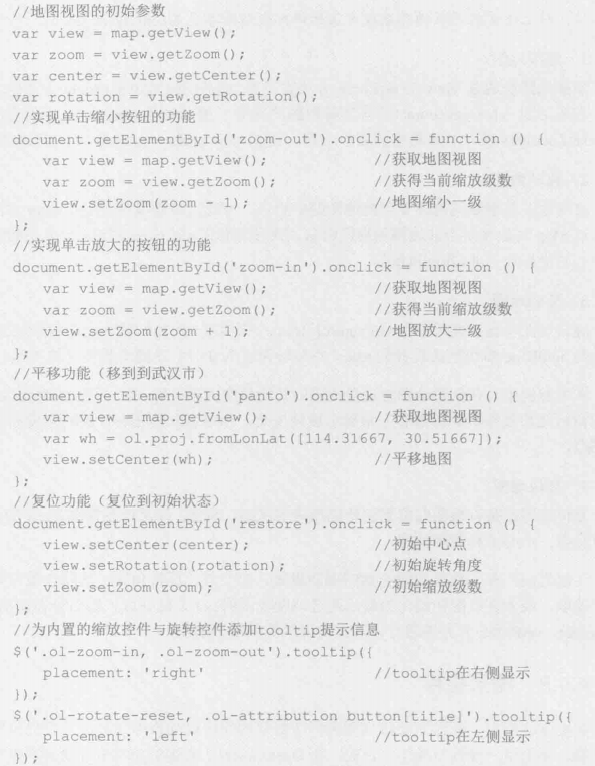 //地图视图的初始参数
var view = map.getView();
var zoom = view.getZoom();
var center = view.getCenter();
var rotation = view.getRotation();
//实现单击缩小按钮的功能
document.getElementById('zoom-out').onclick = function () {
   var view = map.getView();            //获取地图视图
   var zoom = view.getZoom();           //获得当前缩放级数
   view.setZoom(zoom - 1);              //地图缩小一级
};
//实现单击放大的按钮的功能
document.getElementById('zoom-in').onclick = function () {
   var view = map.getView();            //获取地图视图
   var zoom = view.getZoom();           //获得当前缩放级数
   view.setZoom(zoom + 1);              //地图放大一级
};
//平移功能（移到到武汉市）
document.getElementById('panto').onclick = function () {
   var view = map.getView();            //获取地图视图
   var wh = ol.proj.fromLonLat([114.31667, 30.51667]);
   view.setCenter(wh);                  //平移地图
};
//复位功能（复位到初始状态）
document.getElementById('restore').onclick = function () {
   view.setCenter(center);              //初始中心点
   view.setRotation(rotation);          //初始旋转角度
   view.setZoom(zoom);                  //初始缩放级数
};
//为内置的缩放控件与旋转控件添加tooltip提示信息
$('.ol-zoom-in, .ol-zoom-out').tooltip({
   placement: 'right'                   //tooltip在右侧显示
});
$('.ol-rotate-reset, .ol-attribution button[title]').tooltip({
   placement: 'left'                    //tooltip在左侧显示
});